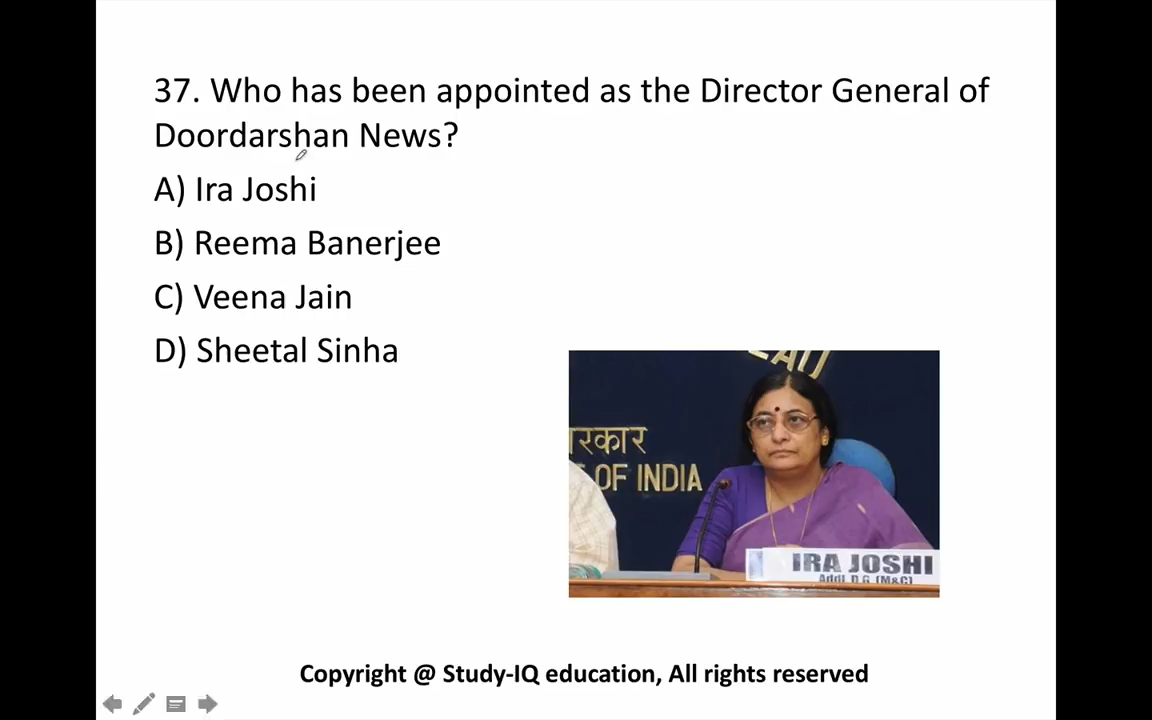 37. Who has been appointed as the Director General of
Doordarshan News?
A) Ira Joshi
B) Reema Banerjee
C) Veena Jain
D) Sheetal Sinha
OF INDIA
IRA JOSHI
Addl. D.G. (M&C)
Copyright @ Study-IQ education, All rights reserved